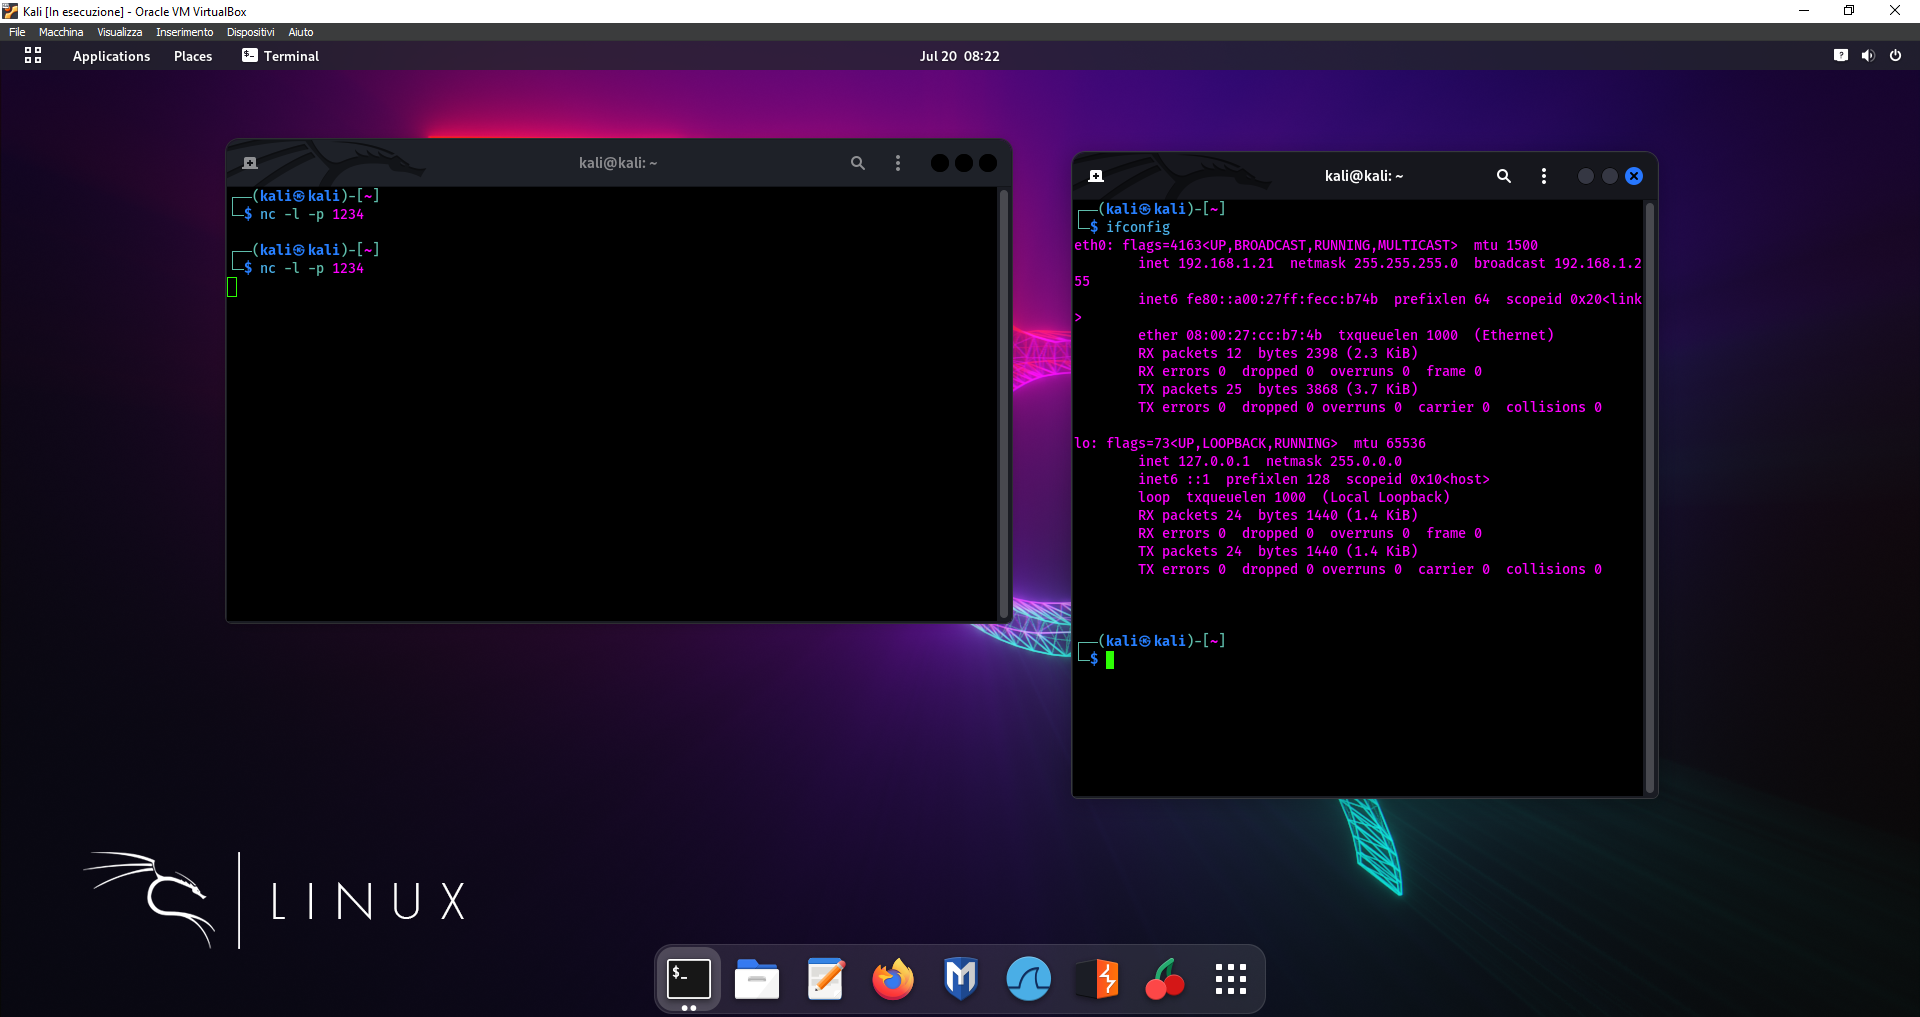 Kali [In esecuzione] - Oracle VM VirtualBox
File Macchina Visualizza Inserimento Dispositivi Aiuto
Applications Places Terminal Jul 20 08:22
kali@kali: ~
┌──(kali㉿kali)-[~]
└─$ nc -l -p 1234
┌──(kali㉿kali)-[~]
└─$ nc -l -p 1234
kali@kali: ~
┌──(kali㉿kali)-[~]
└─$ ifconfig
eth0: flags=4163<UP,BROADCAST,RUNNING,MULTICAST>  mtu 1500
        inet 192.168.1.21  netmask 255.255.255.0  broadcast 192.168.1.2
55
        inet6 fe80::a00:27ff:fecc:b74b  prefixlen 64  scopeid 0x20<link
>
        ether 08:00:27:cc:b7:4b  txqueuelen 1000  (Ethernet)
        RX packets 12  bytes 2398 (2.3 KiB)
        RX errors 0  dropped 0  overruns 0  frame 0
        TX packets 25  bytes 3868 (3.7 KiB)
        TX errors 0  dropped 0 overruns 0  carrier 0  collisions 0
lo: flags=73<UP,LOOPBACK,RUNNING>  mtu 65536
        inet 127.0.0.1  netmask 255.0.0.0
        inet6 ::1  prefixlen 128  scopeid 0x10<host>
        loop  txqueuelen 1000  (Local Loopback)
        RX packets 24  bytes 1440 (1.4 KiB)
        RX errors 0  dropped 0  overruns 0  frame 0
        TX packets 24  bytes 1440 (1.4 KiB)
        TX errors 0  dropped 0 overruns 0  carrier 0  collisions 0
┌──(kali㉿kali)-[~]
└─$
LINUX
$_
M